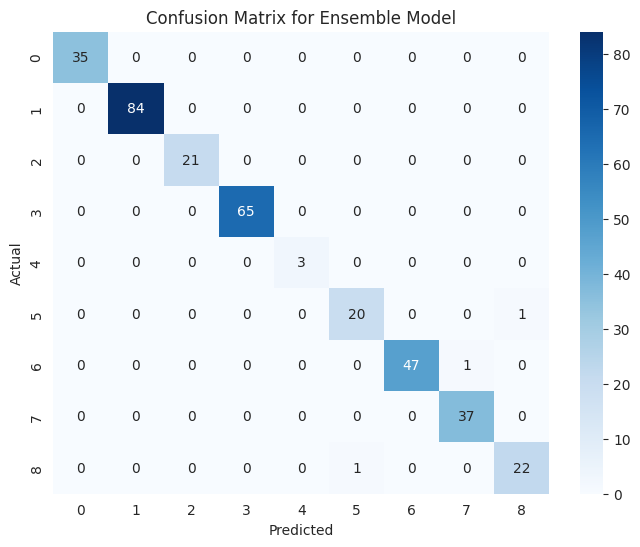 Confusion Matrix for Ensemble Model
0 35 0 0 0 0 0 0 0 0
1 0 84 0 0 0 0 0 0 0
2 0 0 21 0 0 0 0 0 0
3 0 0 0 65 0 0 0 0 0
4 0 0 0 0 3 0 0 0 0
5 0 0 0 0 0 20 0 0 1
6 0 0 0 0 0 0 47 1 0
7 0 0 0 0 0 0 0 37 0
8 0 0 0 0 0 1 0 0 22
0 1 2 3 4 5 6 7 8
Predicted
Actual
80
70
60
50
40
30
20
10
0